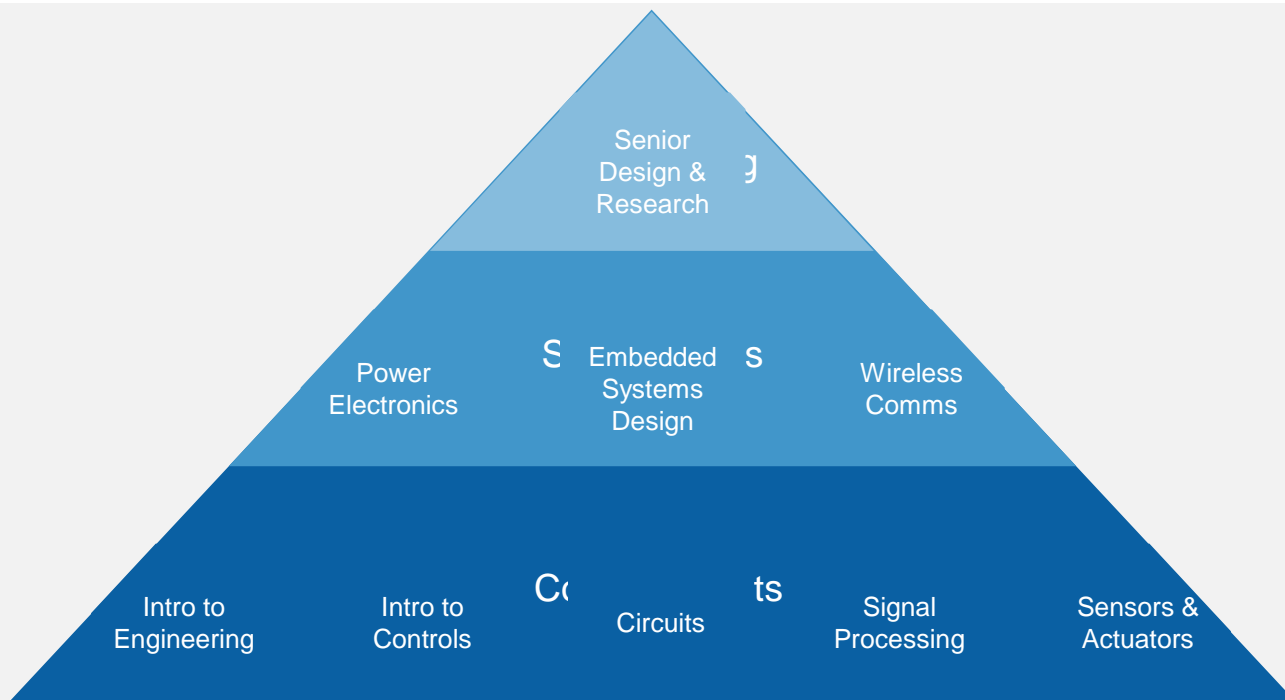 Senior
Design &
Research
Embedded
Systems
Design
Power
Electronics
Wireless
Comms
Intro to
Engineering
Intro to
Controls
Circuits
Signal
Processing
Sensors &
Actuators